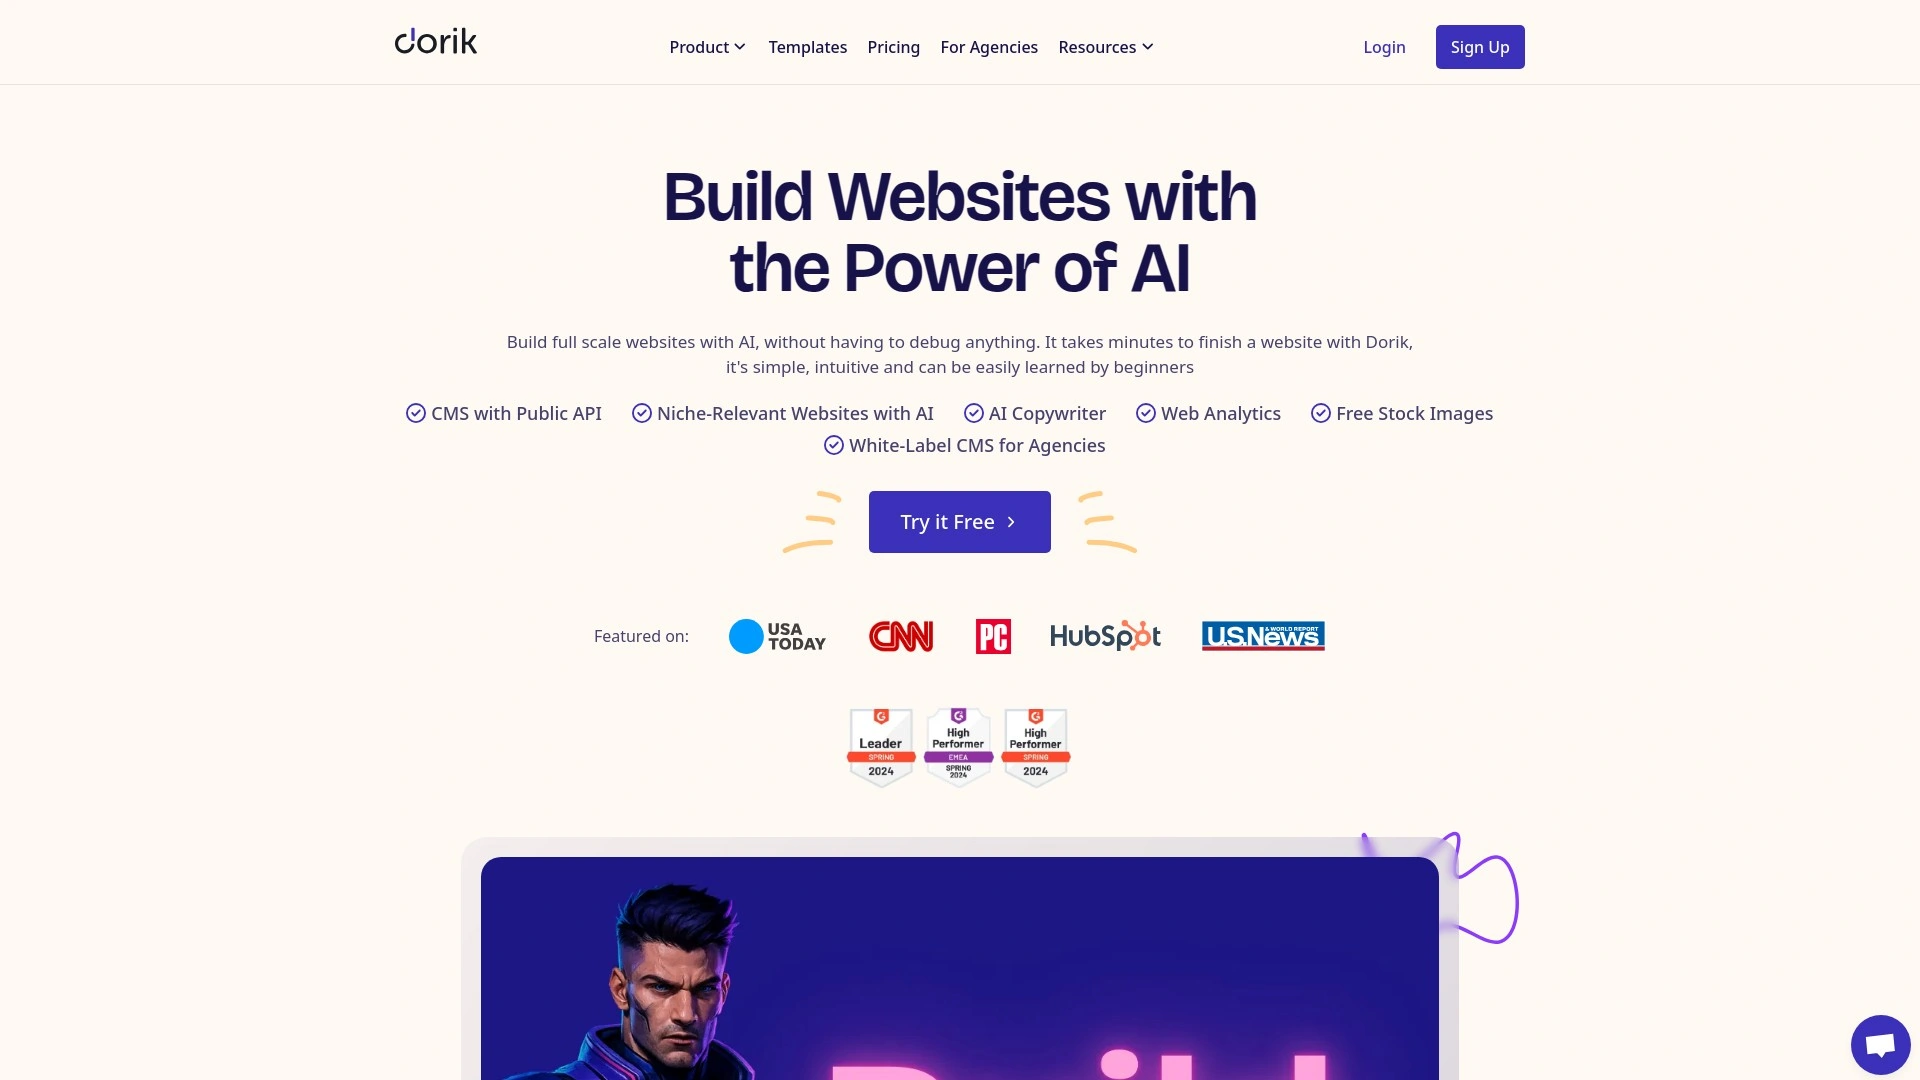 dorik
Product
Templates
Pricing
For Agencies
Resources
Login
Sign Up
Build Websites with
the Power of AI
Build full scale websites with AI, without having to debug anything. It takes minutes to finish a website with Dorik,
it's simple, intuitive and can be easily learned by beginners
CMS with Public API
Niche-Relevant Websites with AI
AI Copywriter
Web Analytics
Free Stock Images
White-Label CMS for Agencies
Try it Free
Featured on:
USA
TODAY
CNN
PC
HubSpot
U.S.News
& WORLD REPORT
Leader
SPRING
2024
High
Performer
EMEA
SPRING
2024
High
Performer
SPRING
2024